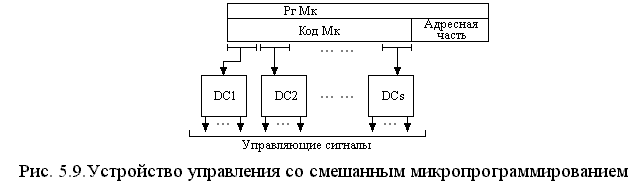 Рг Мк
Код Мк
Адресная
часть
... ...
DC1
DC2
... ...
DCs
... ... ...
Управляющие сигналы
Рис. 5.9.Устройство управления со смешанным микропрограммированием